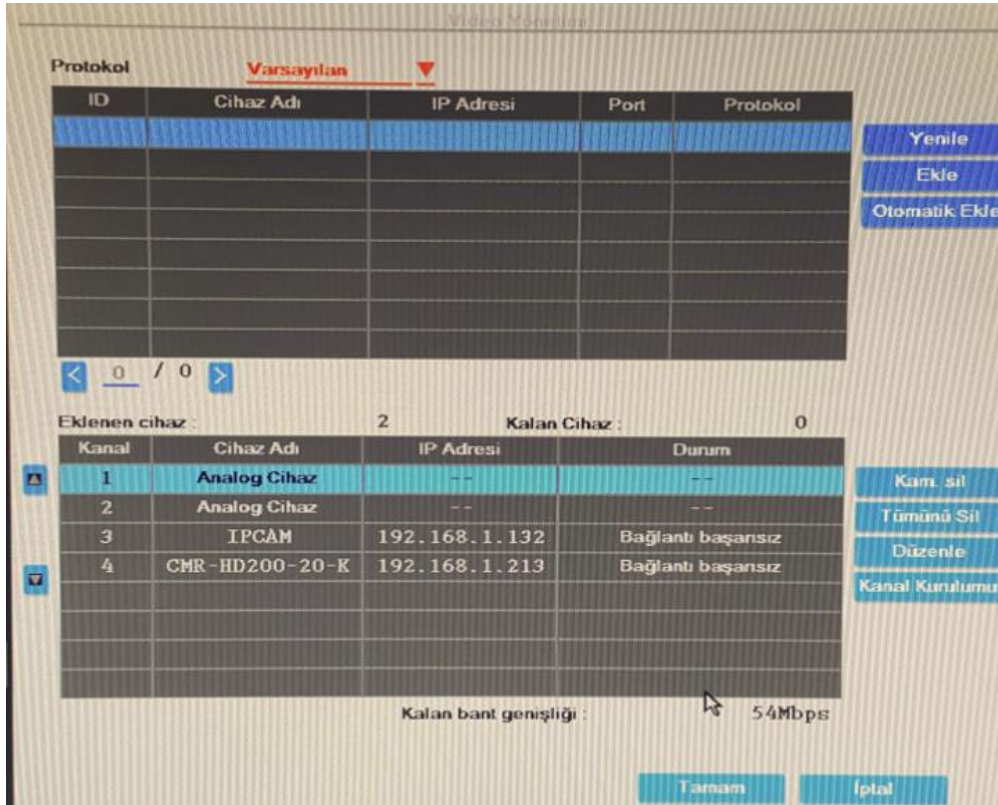 Video Yönetimi
Protokol Varsayılan
ID Cihaz Adı IP Adresi Port Protokol
Yenile
Ekle
Otomatik Ekle
< 0 / 0 >
Eklenen cihaz : 2 Kalan Cihaz : 0
Kanal Cihaz Adı IP Adresi Durum
1 Analog Cihaz -- --
Kam. sil
2 Analog Cihaz -- --
Tümünü Sil
3 IPCAM 192.168.1.132 Bağlantı başarısız
Düzenle
4 CMR-HD200-20-K 192.168.1.213 Bağlantı başarısız
Kanal Kurulumu
Kalan bant genişliği : 54Mbps
Tamam İptal